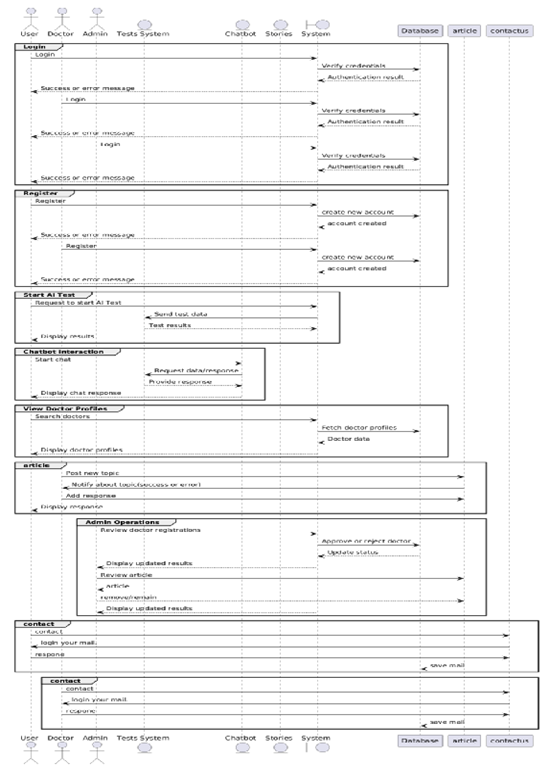 User Doctor Admin Tests System Chatbot Stories System Database article contactus
Login
Login
Verify credentials
Authentication result
Success or error message
Login
Verify credentials
Authentication result
Success or error message
Login
Verify credentials
Authentication result
Success or error message
Register
Register
create new account
account created
Success or error message
Register
create new account
account created
Success or error message
Start AI Test
Request to start AI Test
Send test data
Test results
Display results
Chatbot Interaction
Start chat
Request data/response
Provide response
Display chat response
View Doctor Profiles
Search doctors
Fetch doctor profiles
Doctor data
Display doctor profiles
article
Post new topic
Notify about topic(success or error)
Add response
Display response
Admin Operations
Review doctor registrations
Approve or reject doctor
Update status
Display updated results
Review article
article
remove/remain
Display updated results
contact
contact
login your mail
respone
save mail
contact
contact
login your mail
respone
save mail
User Doctor Admin Tests System Chatbot Stories System Database article contactus